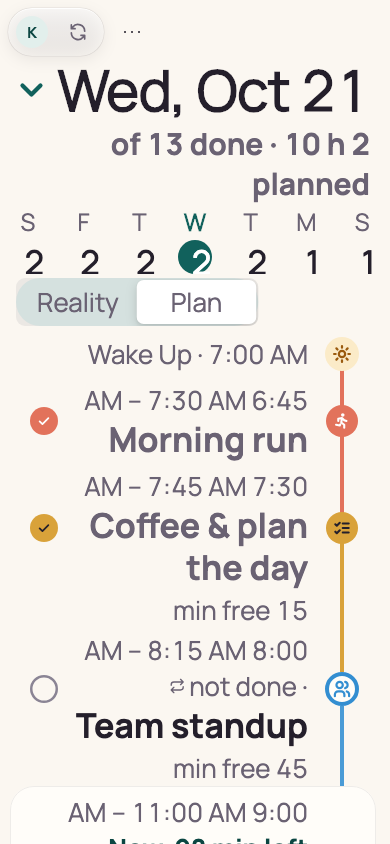 K ...
Wed, Oct 21
of 13 done · 10 h 2
planned
S F T W T M S
2 2 2 2 2 1 1
Reality Plan
Wake Up · 7:00 AM
AM – 7:30 AM 6:45
Morning run
AM – 7:45 AM 7:30
Coffee & plan
the day
min free 15
AM – 8:15 AM 8:00
not done ·
Team standup
min free 45
AM – 11:00 AM 9:00